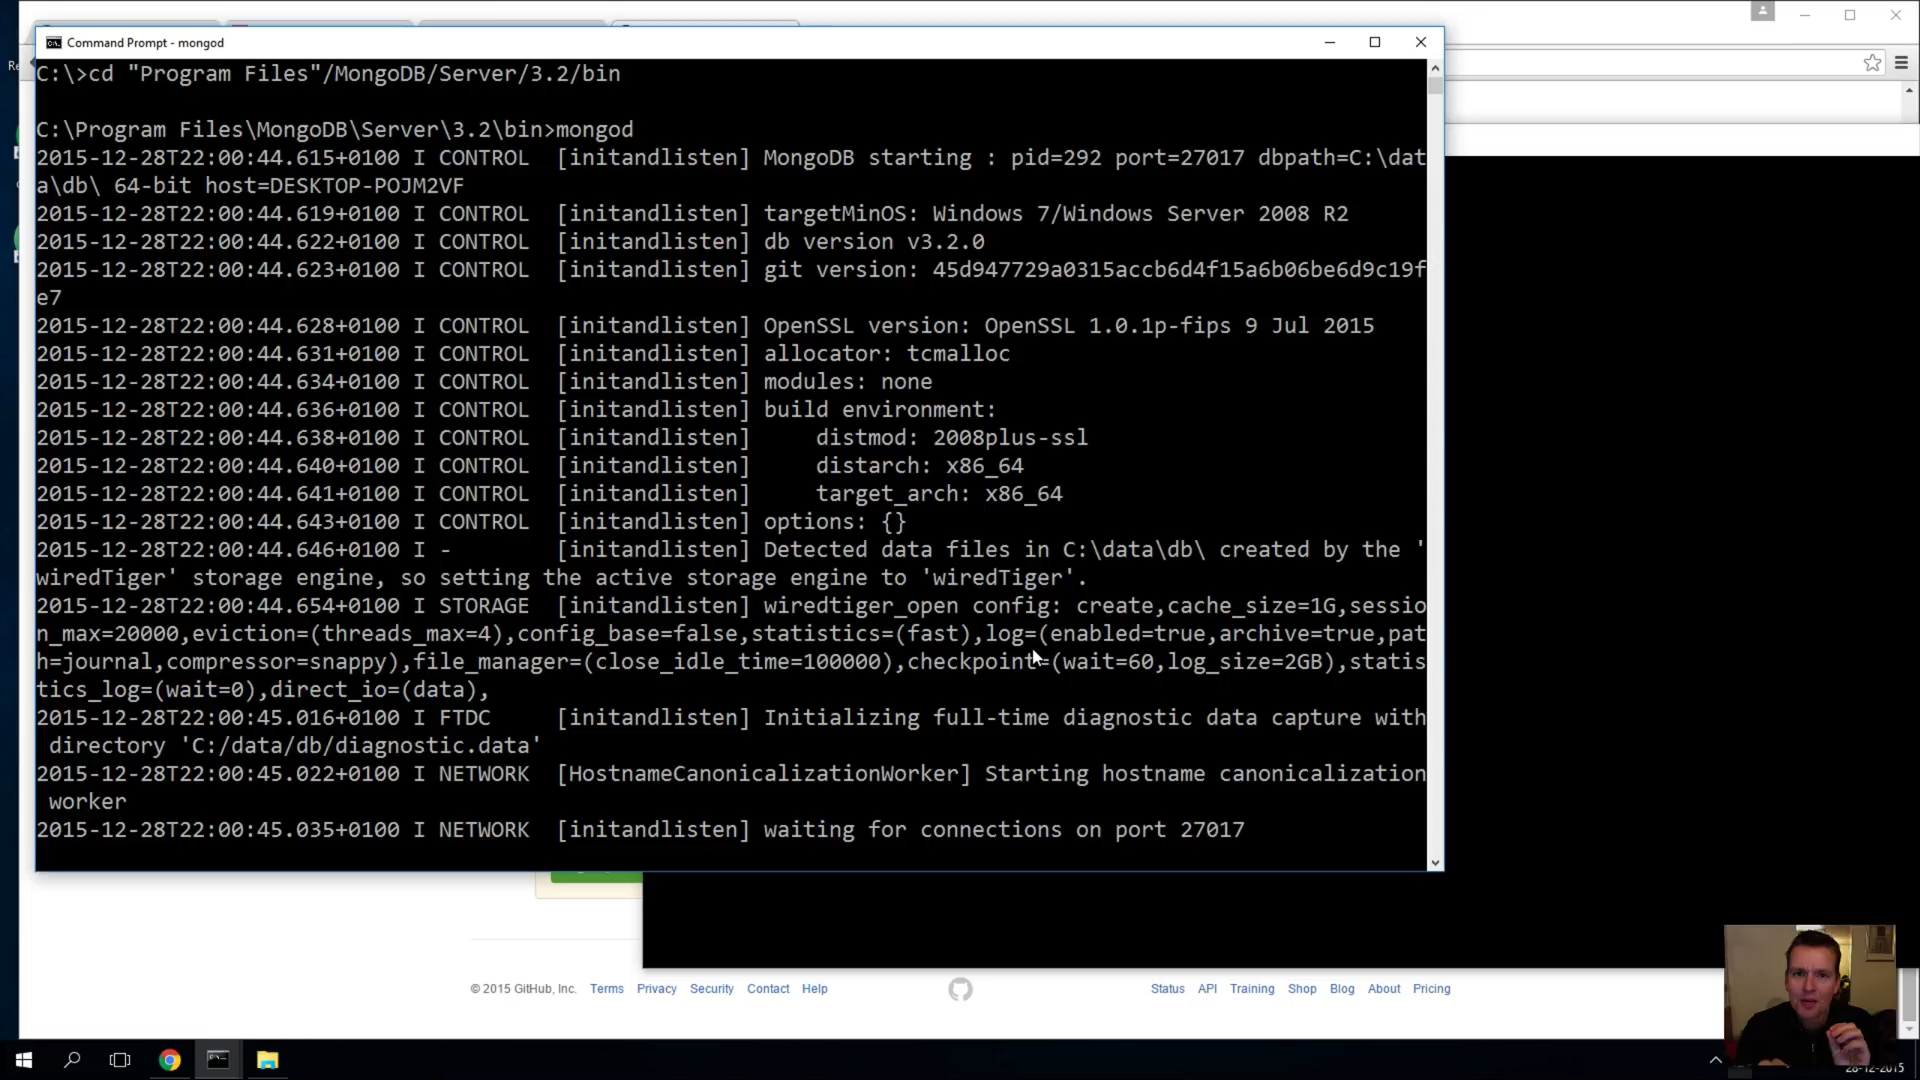 Command Prompt - mongod
Re
C:\>cd "Program Files"/MongoDB/Server/3.2/bin
C:\Program Files\MongoDB\Server\3.2\bin>mongod
2015-12-28T22:00:44.615+0100 I CONTROL  [initandlisten] MongoDB starting : pid=292 port=27017 dbpath=C:\dat
a\db\ 64-bit host=DESKTOP-POJM2VF
2015-12-28T22:00:44.619+0100 I CONTROL  [initandlisten] targetMinOS: Windows 7/Windows Server 2008 R2
2015-12-28T22:00:44.622+0100 I CONTROL  [initandlisten] db version v3.2.0
2015-12-28T22:00:44.623+0100 I CONTROL  [initandlisten] git version: 45d947729a0315accb6d4f15a6b06be6d9c19f
e7
2015-12-28T22:00:44.628+0100 I CONTROL  [initandlisten] OpenSSL version: OpenSSL 1.0.1p-fips 9 Jul 2015
2015-12-28T22:00:44.631+0100 I CONTROL  [initandlisten] allocator: tcmalloc
2015-12-28T22:00:44.634+0100 I CONTROL  [initandlisten] modules: none
2015-12-28T22:00:44.636+0100 I CONTROL  [initandlisten] build environment:
2015-12-28T22:00:44.638+0100 I CONTROL  [initandlisten]     distmod: 2008plus-ssl
2015-12-28T22:00:44.640+0100 I CONTROL  [initandlisten]     distarch: x86_64
2015-12-28T22:00:44.641+0100 I CONTROL  [initandlisten]     target_arch: x86_64
2015-12-28T22:00:44.643+0100 I CONTROL  [initandlisten] options: {}
2015-12-28T22:00:44.646+0100 I -        [initandlisten] Detected data files in C:\data\db\ created by the '
wiredTiger' storage engine, so setting the active storage engine to 'wiredTiger'.
2015-12-28T22:00:44.654+0100 I STORAGE  [initandlisten] wiredtiger_open config: create,cache_size=1G,sessio
n_max=20000,eviction=(threads_max=4),config_base=false,statistics=(fast),log=(enabled=true,archive=true,pat
h=journal,compressor=snappy),file_manager=(close_idle_time=100000),checkpoint=(wait=60,log_size=2GB),statis
tics_log=(wait=0),direct_io=(data),
2015-12-28T22:00:45.016+0100 I FTDC     [initandlisten] Initializing full-time diagnostic data capture with
 directory 'C:/data/db/diagnostic.data'
2015-12-28T22:00:45.022+0100 I NETWORK  [HostnameCanonicalizationWorker] Starting hostname canonicalization
 worker
2015-12-28T22:00:45.035+0100 I NETWORK  [initandlisten] waiting for connections on port 27017
© 2015 GitHub, Inc. Terms Privacy Security Contact Help Status API Training Shop Blog About Pricing
28-12-2015